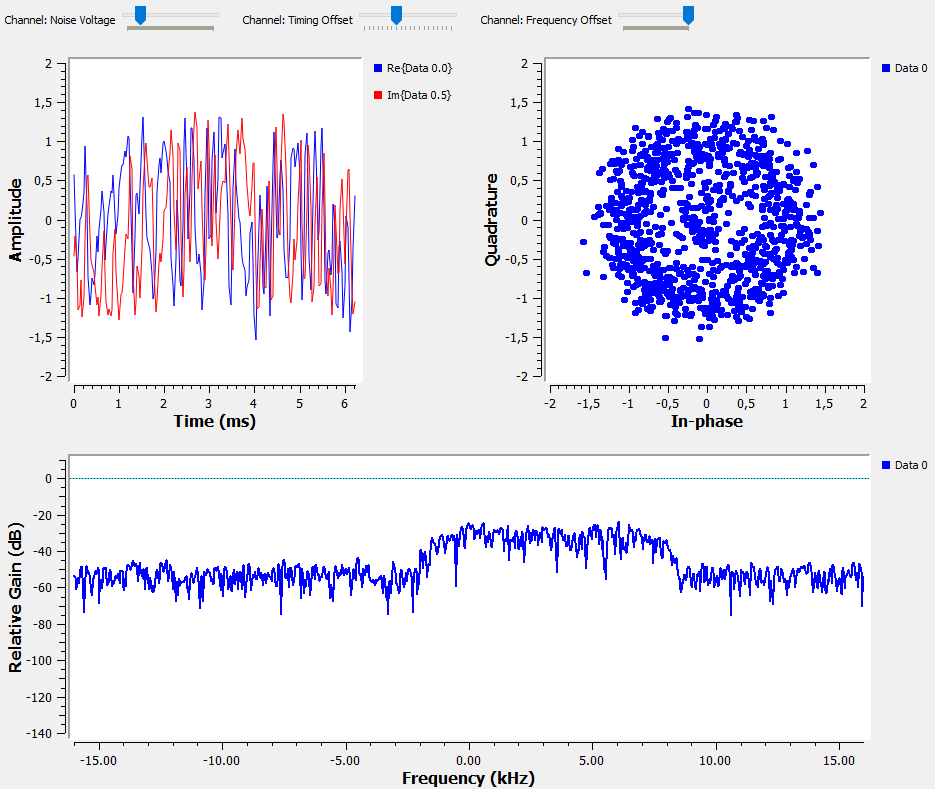 Channel: Noise Voltage
Channel: Timing Offset
Channel: Frequency Offset
2
1,5
1
0,5
0
-0,5
-1
-1,5
-2
Amplitude
0 1 2 3 4 5 6
Time (ms)
Re{Data 0.0}
Im{Data 0.5}
2
1,5
1
0,5
0
-0,5
-1
-1,5
-2
Quadrature
-2 -1,5 -1 -0,5 0 0,5 1 1,5 2
In-phase
Data 0
0
-20
-40
-60
-80
-100
-120
-140
Relative Gain (dB)
-15.00 -10.00 -5.00 0.00 5.00 10.00 15.00
Frequency (kHz)
Data 0